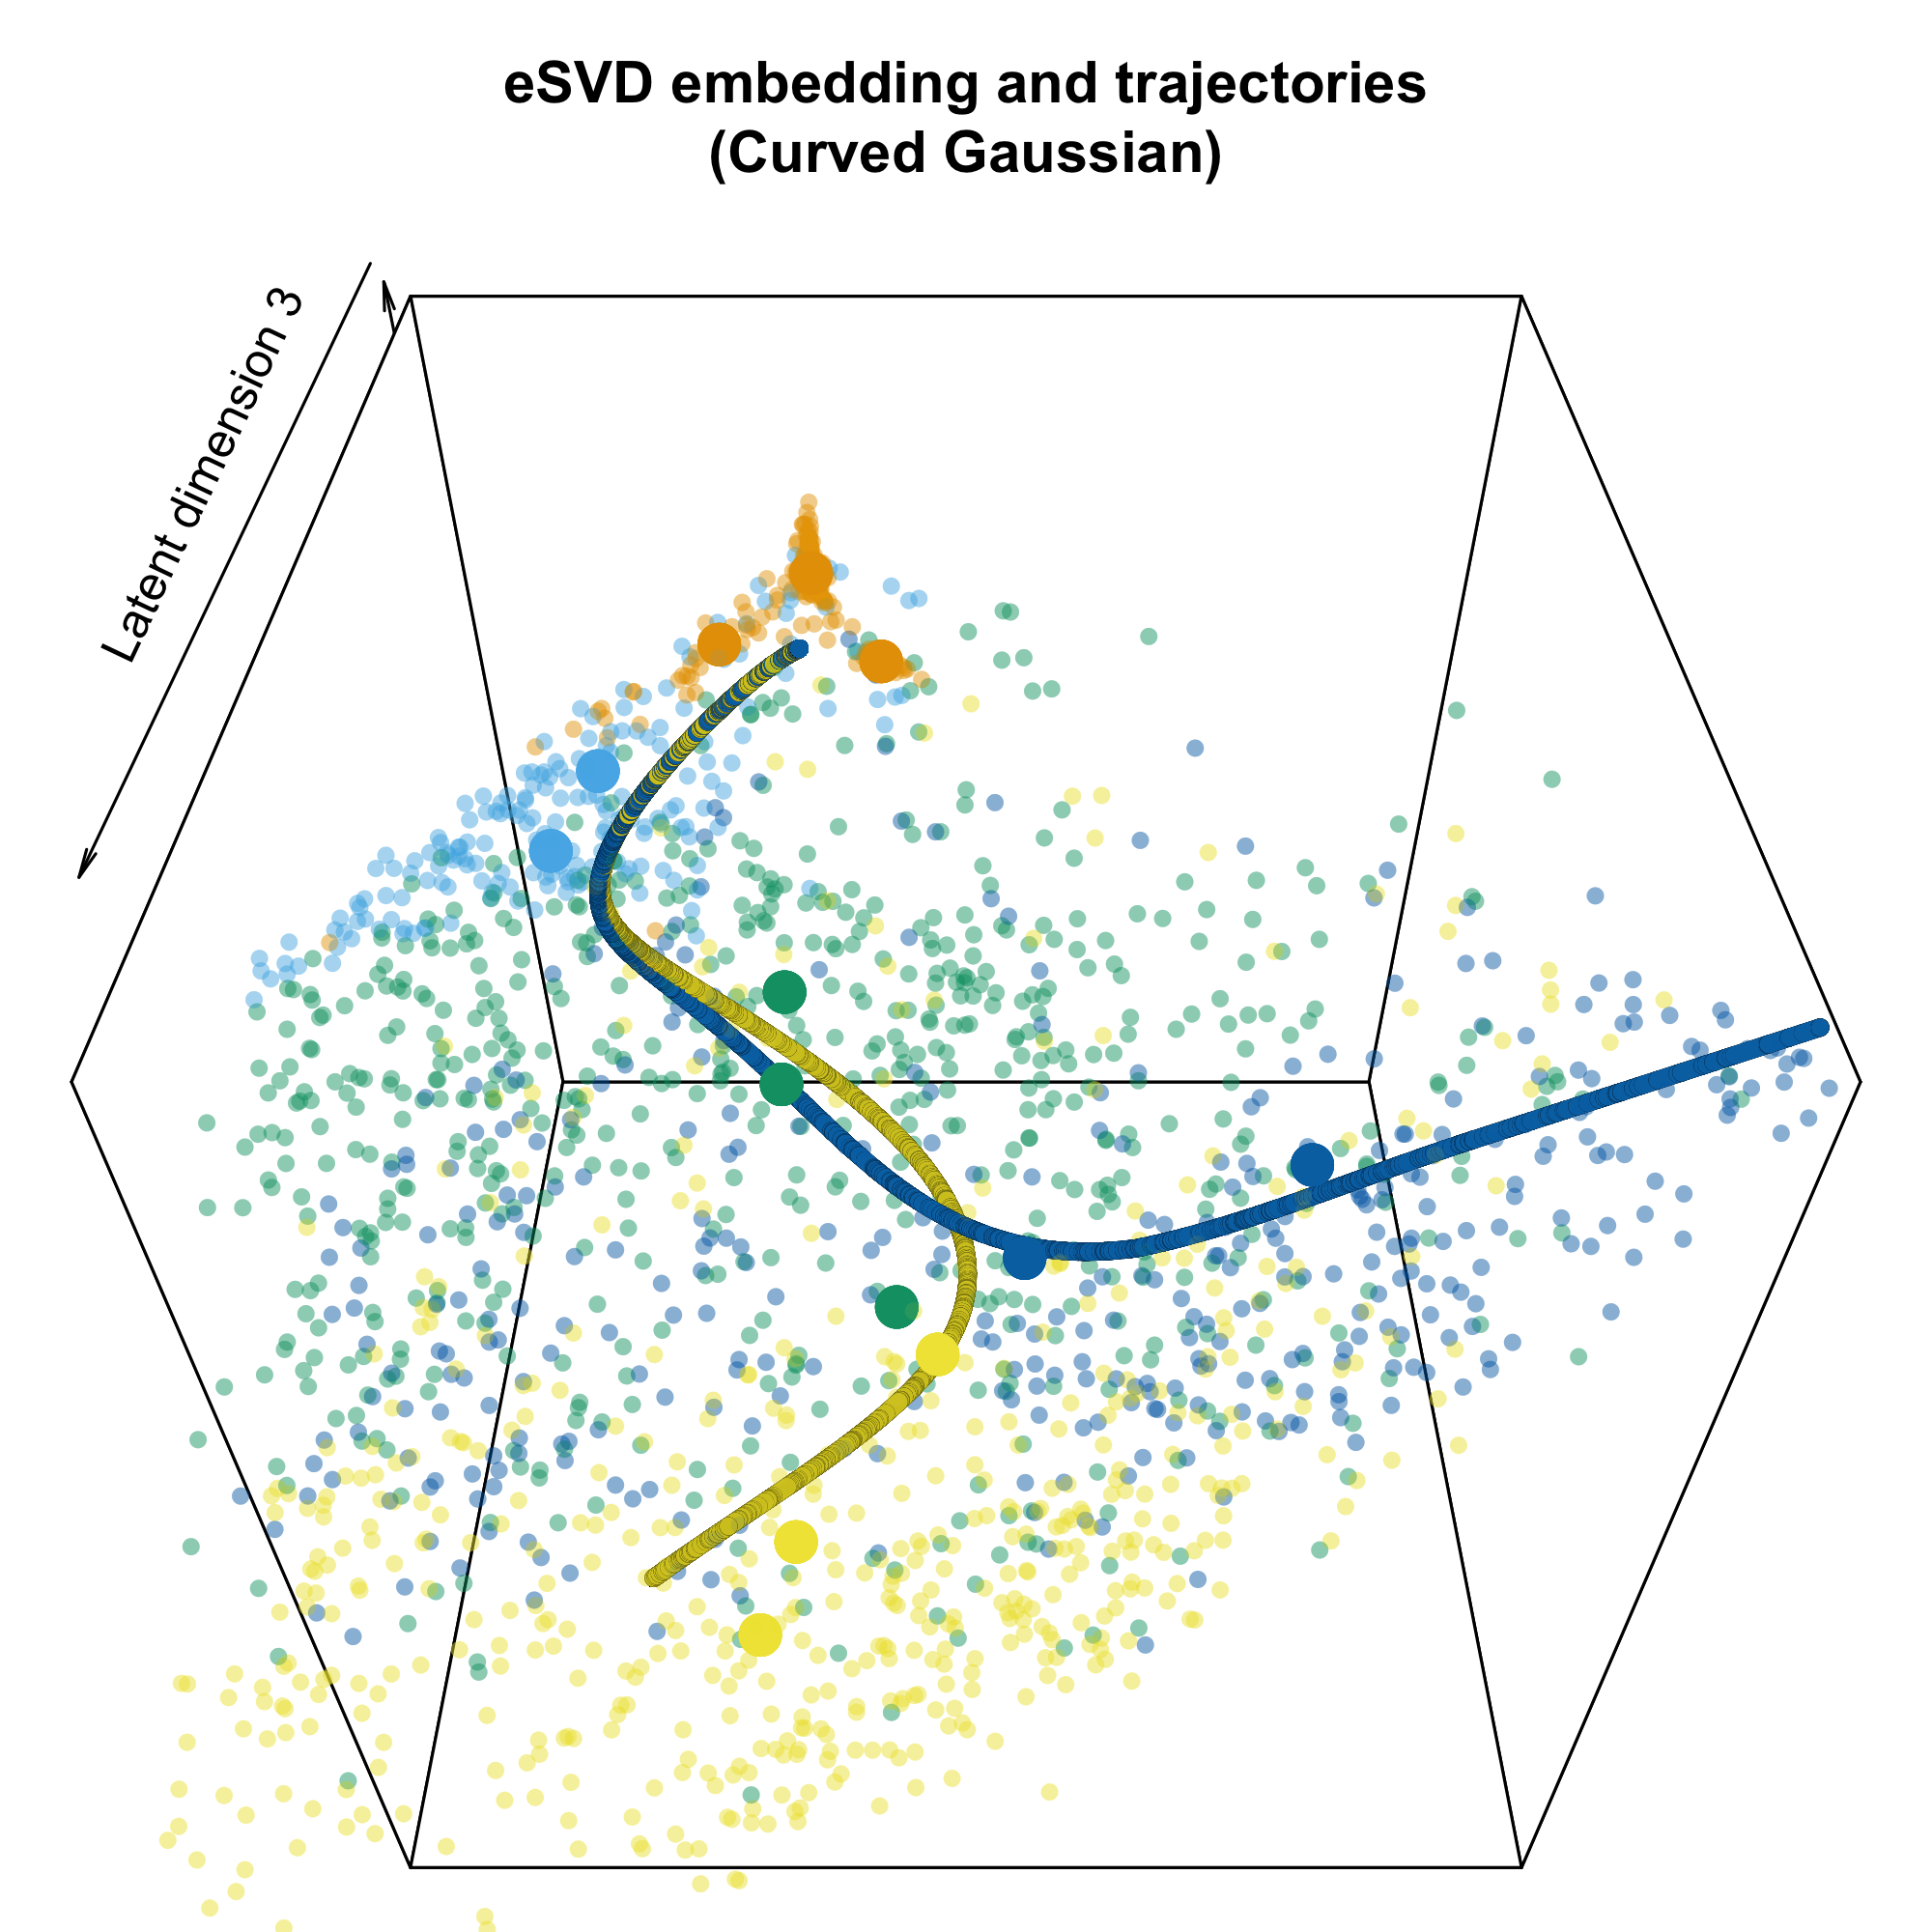 eSVD embedding and trajectories
(Curved Gaussian)
Latent dimension 3